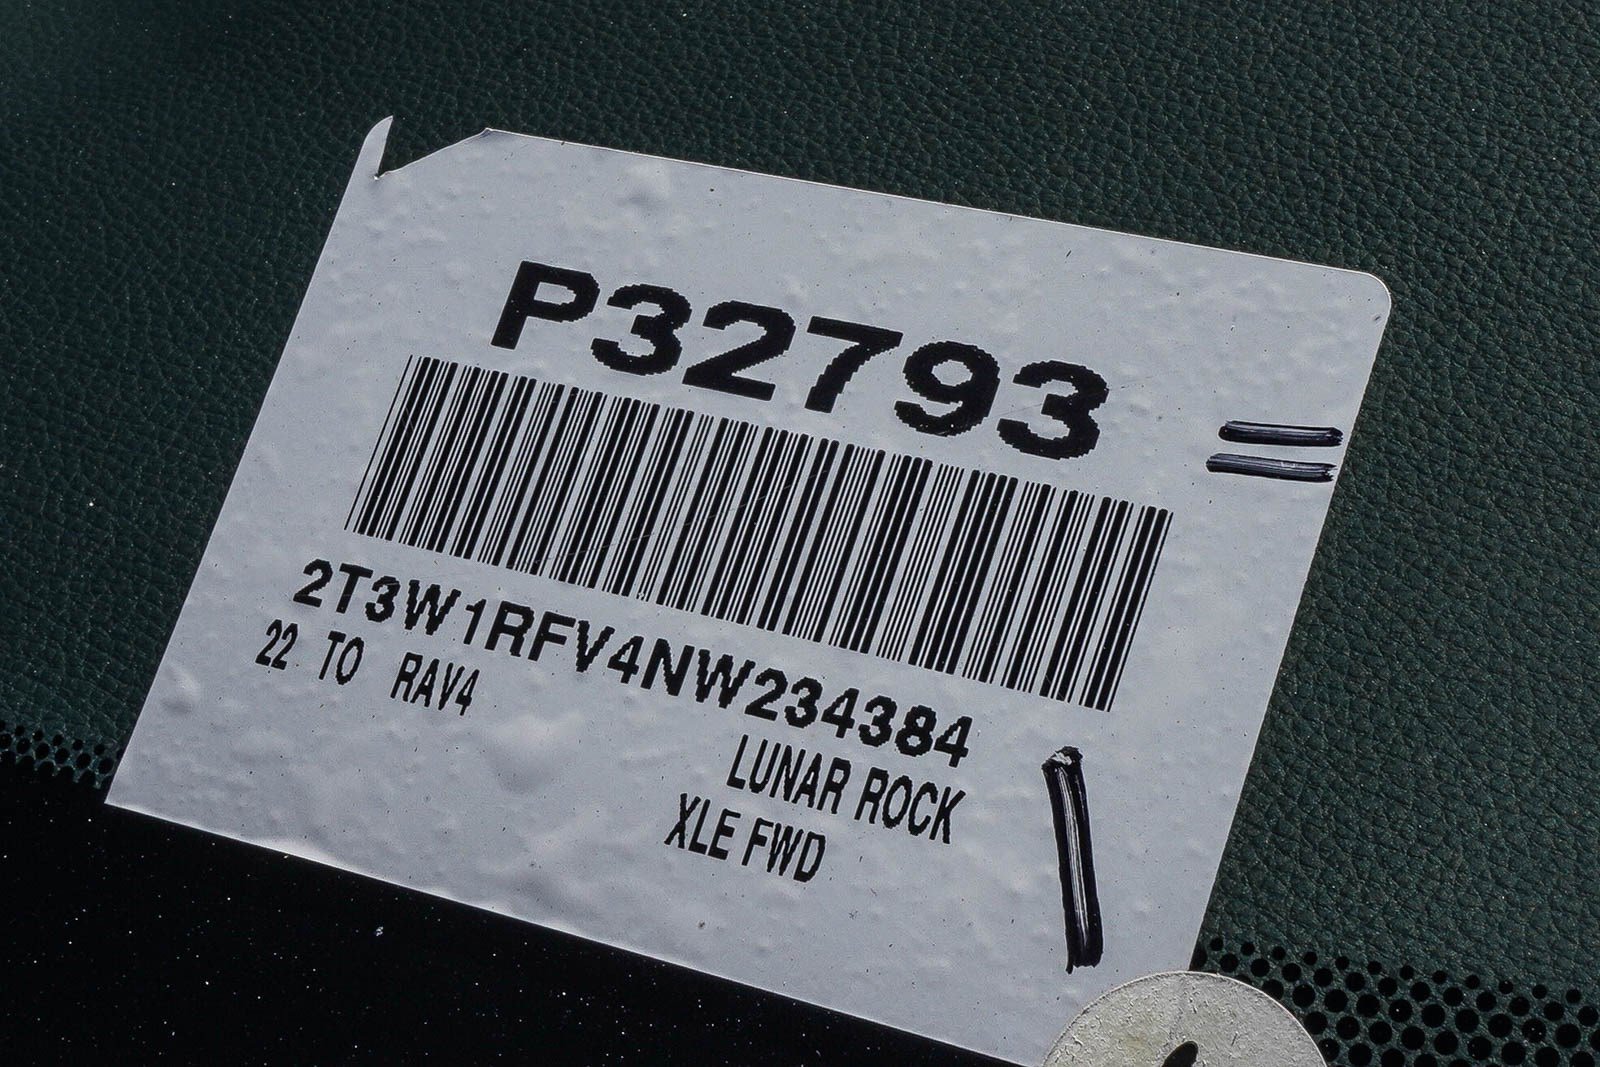 P32793
2T3W1RFV4NW234384
22 TO RAV4
LUNAR ROCK
XLE FWD